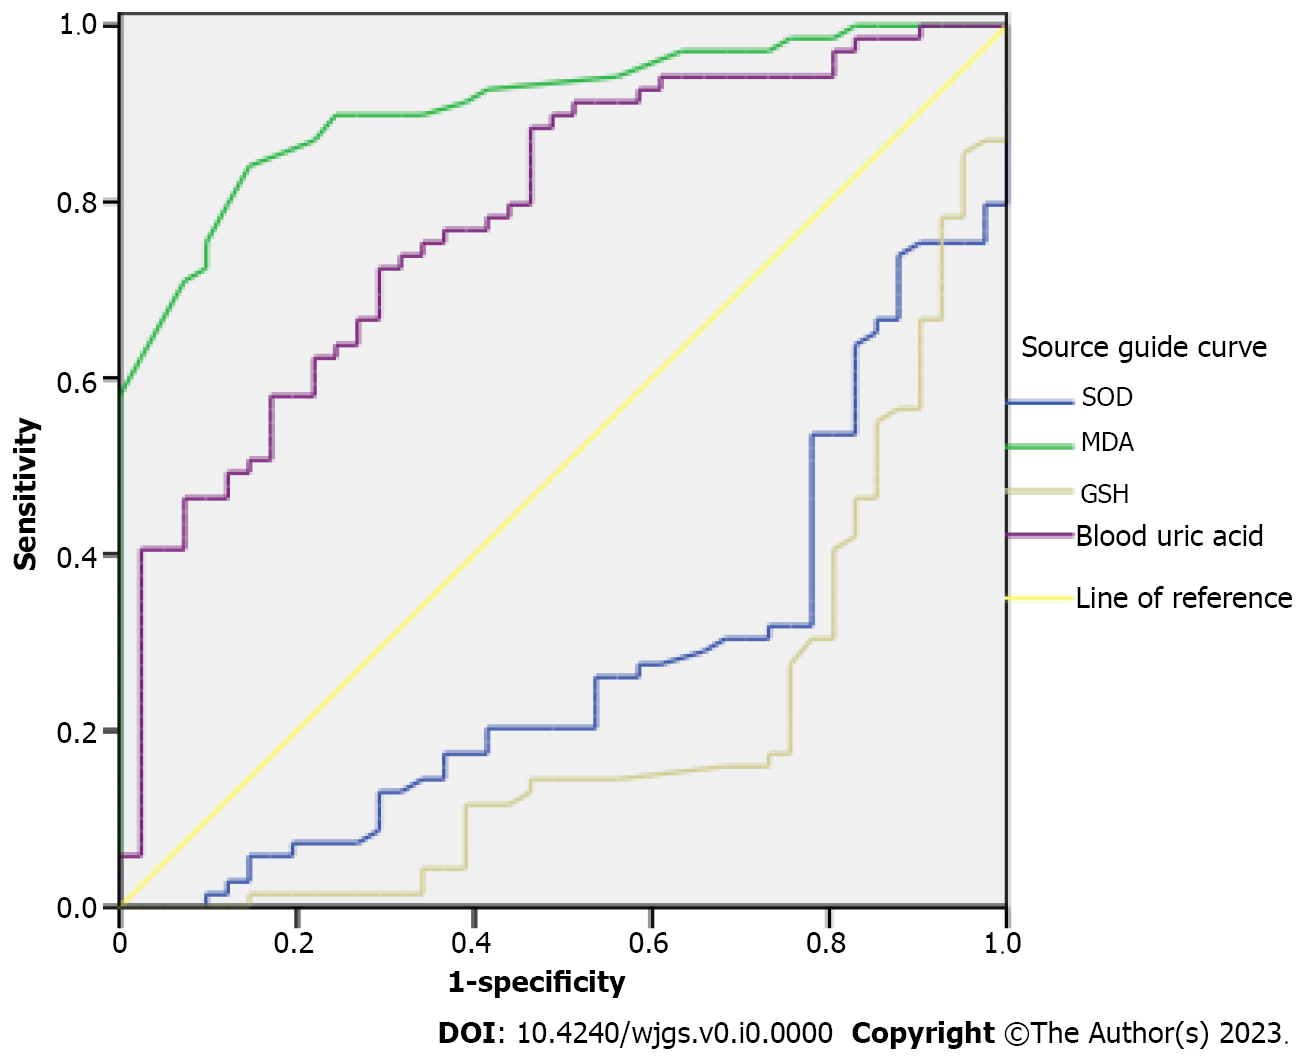 1.0
0.8
0.6
0.4
0.2
0.0
Sensitivity
0 0.2 0.4 0.6 0.8 1.0
1-specificity
Source guide curve
SOD
MDA
GSH
Blood uric acid
Line of reference
DOI: 10.4240/wjgs.v0.i0.0000 Copyright ©The Author(s) 2023.